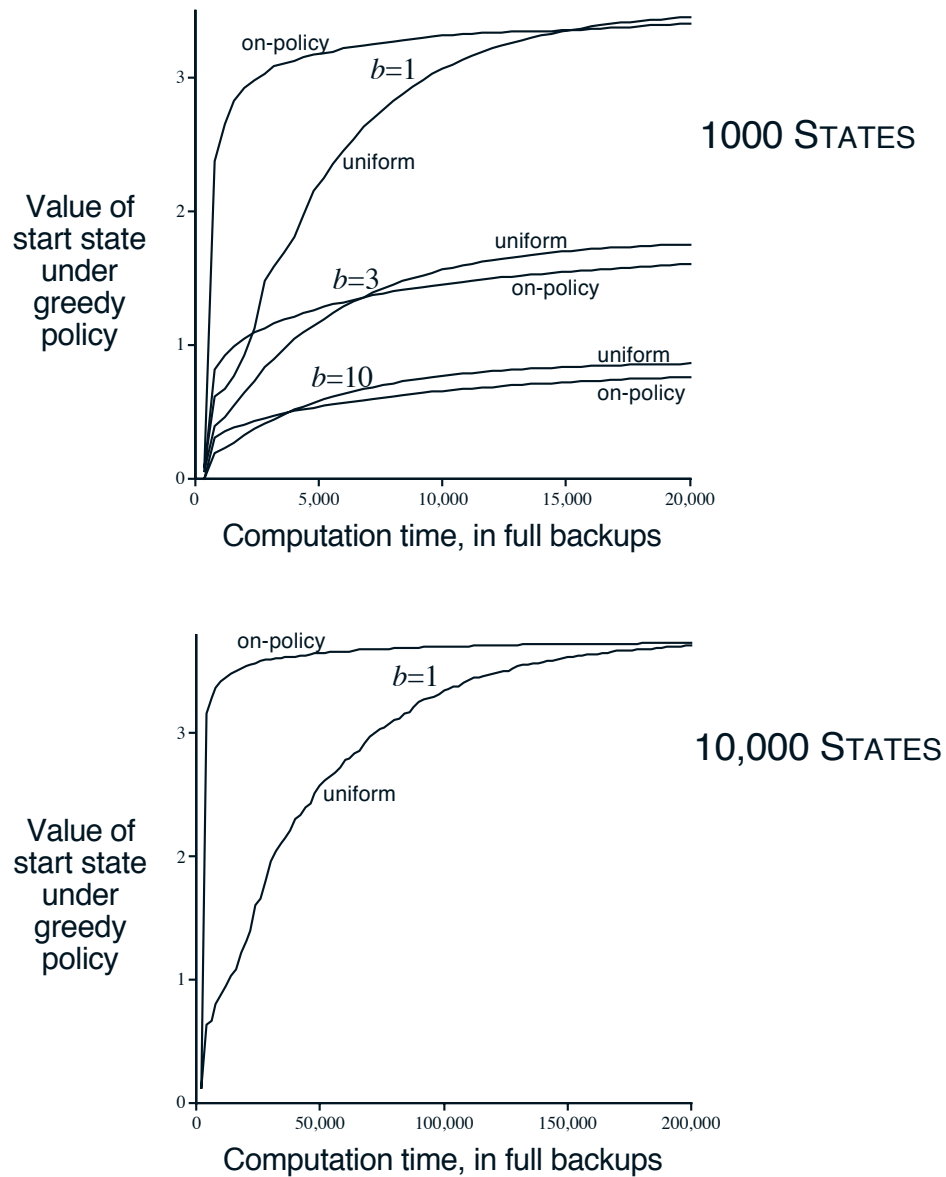 on-policy
b=1
3
1000 STATES
uniform
Value of
start state
under
greedy
policy
2
uniform
b=3
on-policy
1
uniform
b=10
on-policy
0
0 5,000 10,000 15,000 20,000
Computation time, in full backups
on-policy
b=1
3
10,000 STATES
uniform
Value of
start state
under
greedy
policy
2
1
0
0 50,000 100,000 150,000 200,000
Computation time, in full backups